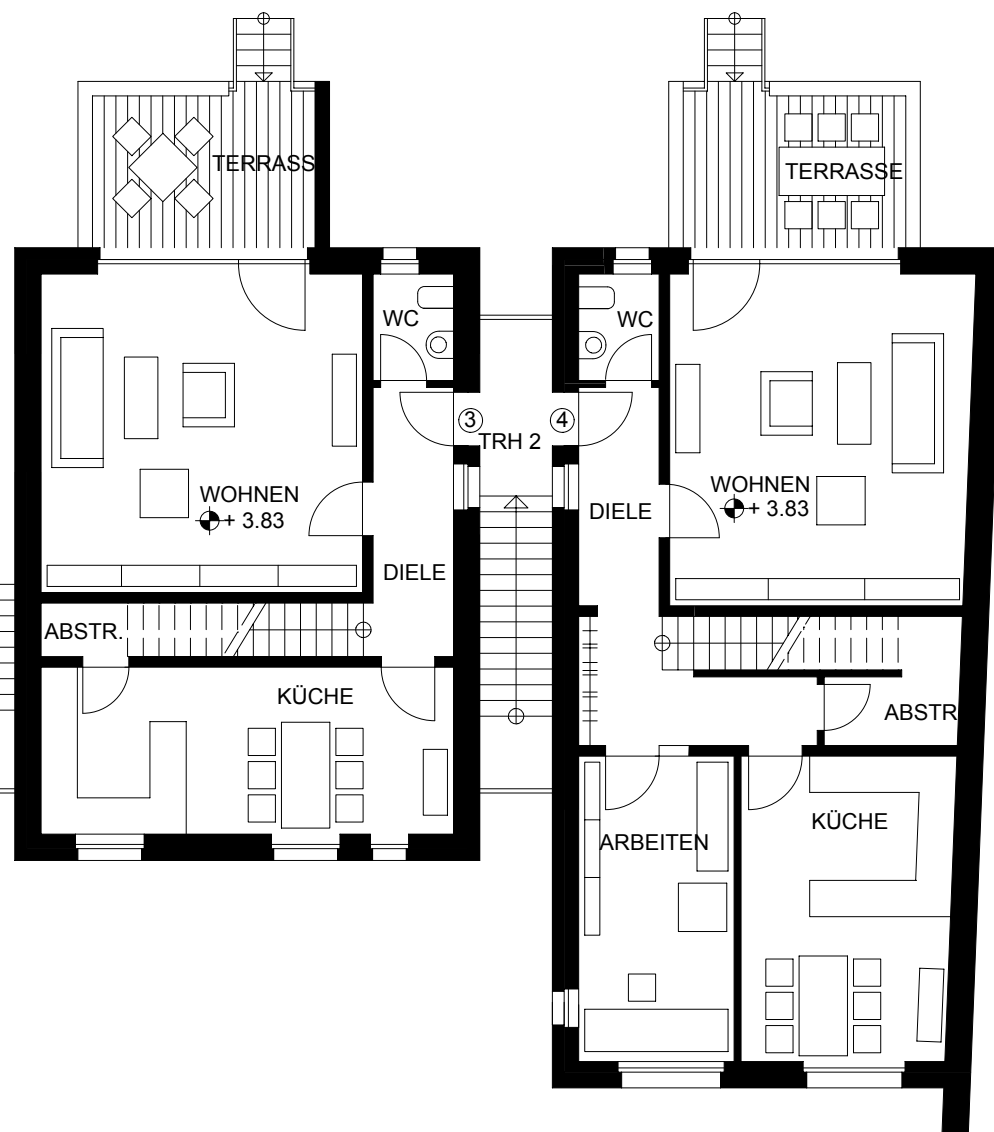 TERRASS
TERRASSE
WC
WC
3
4
TRH 2
WOHNEN
+ 3.83
WOHNEN
+ 3.83
DIELE
DIELE
ABSTR.
KÜCHE
ABSTR
KÜCHE
ARBEITEN